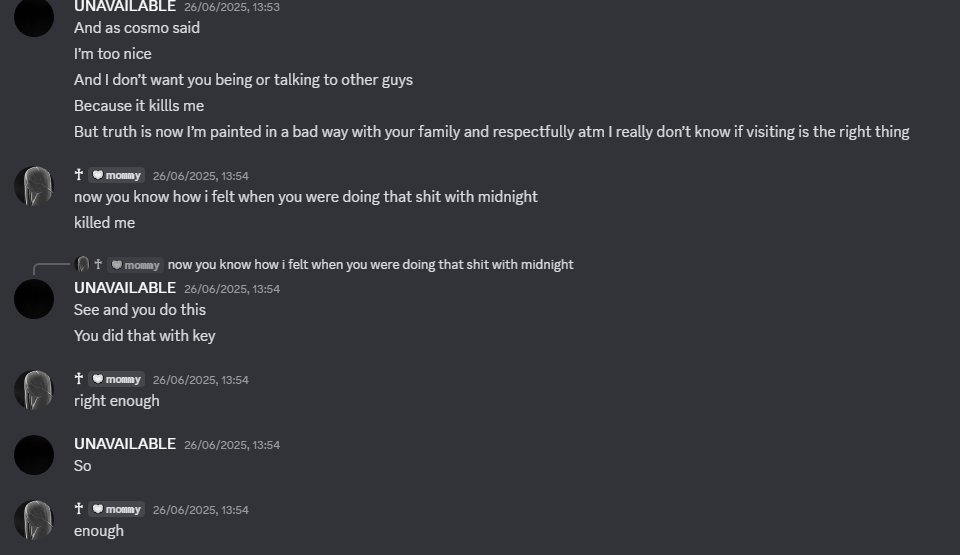 UNAVAILABLE 26/06/2025, 13:53
And as cosmo said
I'm too nice
And I don't want you being or talking to other guys
Because it killls me
But truth is now I'm painted in a bad way with your family and respectfully atm I really don't know if visiting is the right thing
☥ mommy 26/06/2025, 13:54
now you know how i felt when you were doing that shit with midnight
killed me
☥ mommy now you know how i felt when you were doing that shit with midnight
UNAVAILABLE 26/06/2025, 13:54
See and you do this
You did that with key
☥ mommy 26/06/2025, 13:54
right enough
UNAVAILABLE 26/06/2025, 13:54
So
☥ mommy 26/06/2025, 13:54
enough